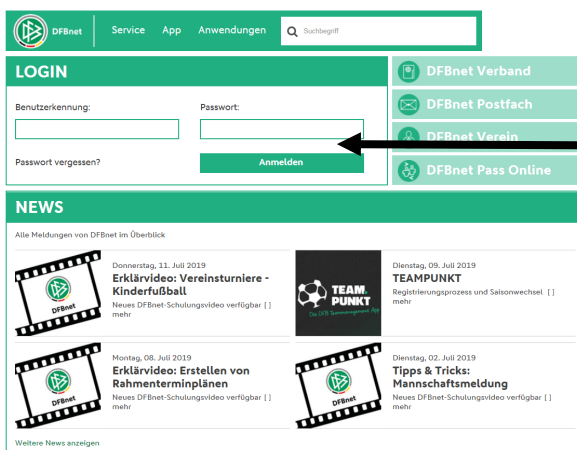 DFBnet
Service App Anwendungen
Suchbegriff
LOGIN
Benutzerkennung:
Passwort:
Passwort vergessen?
Anmelden
DFBnet Verband
DFBnet Postfach
DFBnet Verein
DFBnet Pass Online
NEWS
Alle Meldungen von DFBnet im Überblick
DFBnet
Donnerstag, 11. Juli 2019
Erklärvideo: Vereinsturniere -
Kinderfußball
Neues DFBnet-Schulungsvideo verfügbar [ ]
mehr
TEAM.
PUNKT
Die DFB Teammanagement App
Dienstag, 09. Juli 2019
TEAMPUNKT
Registrierungsprozess und Saisonwechsel [ ]
mehr
DFBnet
Montag, 08. Juli 2019
Erklärvideo: Erstellen von
Rahmenterminplänen
Neues DFBnet-Schulungsvideo verfügbar [ ]
mehr
DFBnet
Dienstag, 02. Juli 2019
Tipps & Tricks:
Mannschaftsmeldung
Neues DFBnet-Schulungsvideo verfügbar [ ]
mehr
Weitere News anzeigen